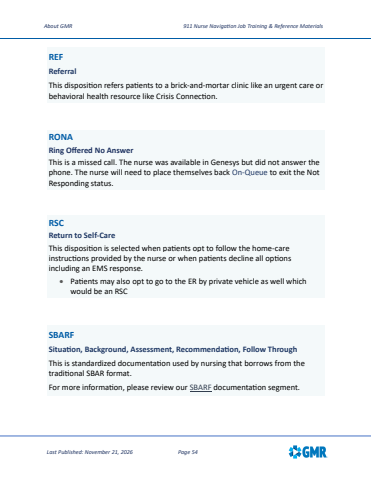 About GMR
911 Nurse Navigation Job Training & Reference Materials
REF
Referral
This disposition refers patients to a brick-and-mortar clinic like an urgent care or
behavioral health resource like Crisis Connection.
RONA
Ring Offered No Answer
This is a missed call. The nurse was available in Genesys but did not answer the
phone. The nurse will need to place themselves back On-Queue to exit the Not
Responding status.
RSC
Return to Self-Care
This disposition is selected when patients opt to follow the home-care
instructions provided by the nurse or when patients decline all options
including an EMS response.
• Patients may also opt to go to the ER by private vehicle as well which
would be an RSC
SBARF
Situation, Background, Assessment, Recommendation, Follow Through
This is standardized documentation used by nursing that borrows from the
traditional SBAR format.
For more information, please review our SBARF documentation segment.
Last Published: November 21, 2026
Page 54
GMR